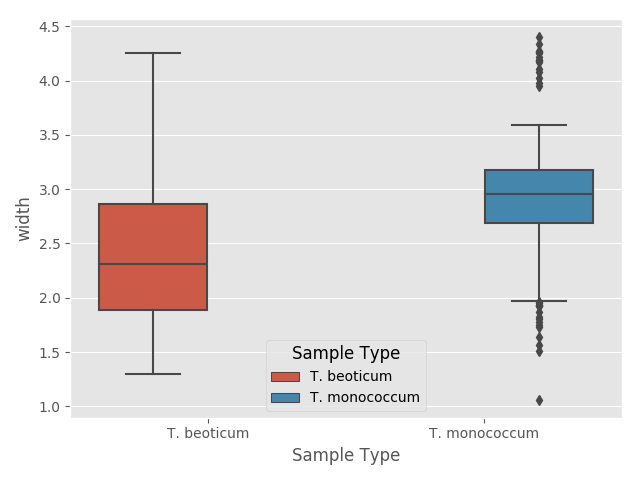 4.5
4.0
3.5
3.0
2.5
2.0
1.5
1.0
width
Sample Type
T. beoticum
T. monococcum
T. beoticum
T. monococcum
Sample Type